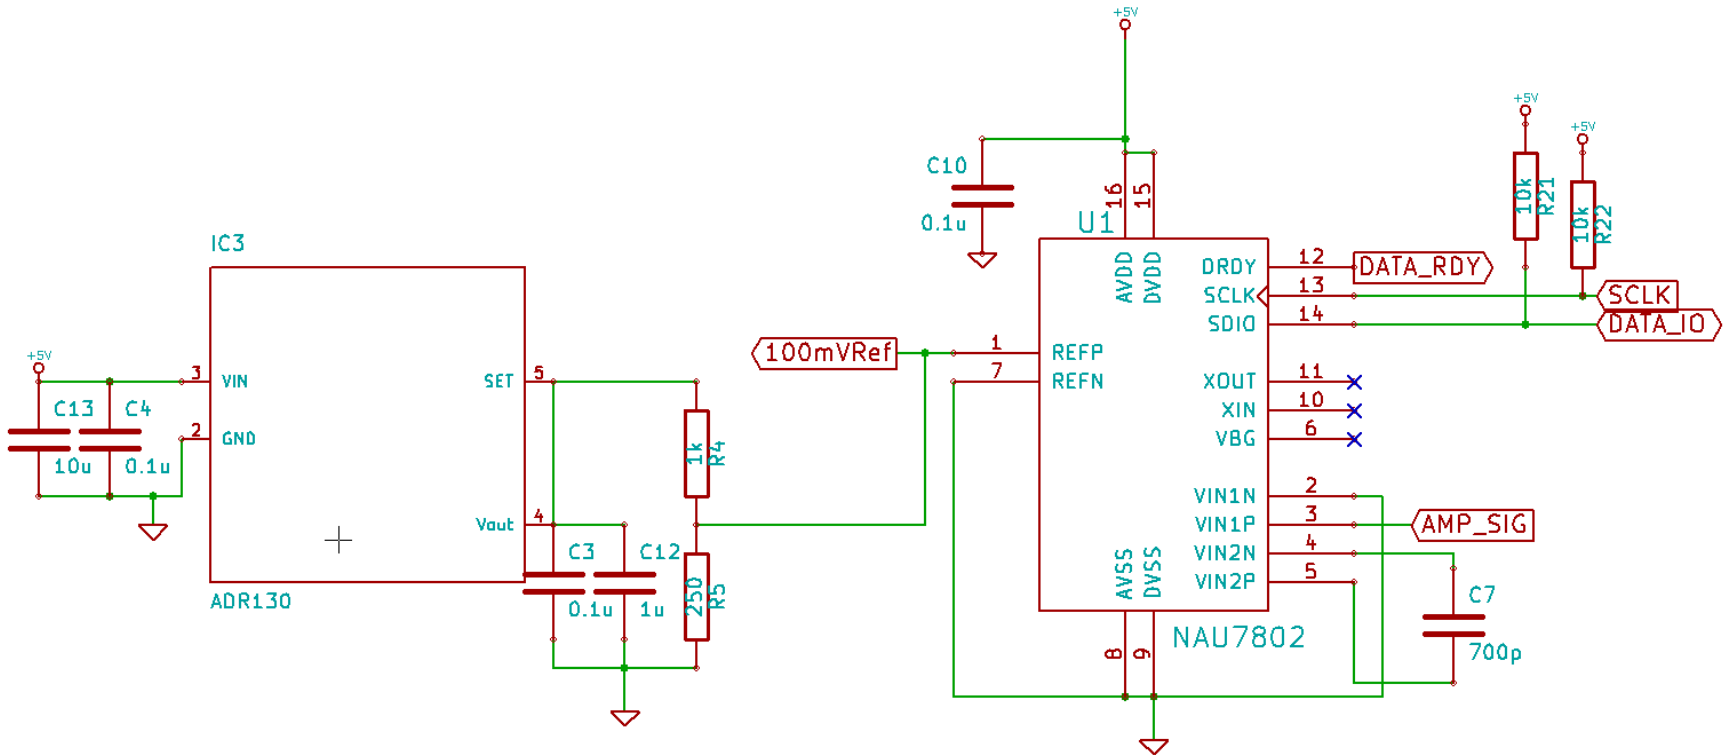 +5V
+5V
+5V
C10
0.1u
16
15
U1
10k
R21
10k
R22
IC3
AVDD
DVDD
DRDY
12
DATA_RDY
SCLK
13
SCLK
SDIO
14
DATA_IO
100mVRef
1
REFP
7
REFN
XOUT
11
XIN
10
VBG
6
+5V
3
VIN
SET
5
C13
C4
2
GND
10u
0.1u
1k
R4
Vout
4
C3
C12
0.1u
1u
250
R5
ADR130
VIN1N
2
VIN1P
3
AMP_SIG
VIN2N
4
VIN2P
5
AVSS
DVSS
C7
700p
8
9
NAU7802